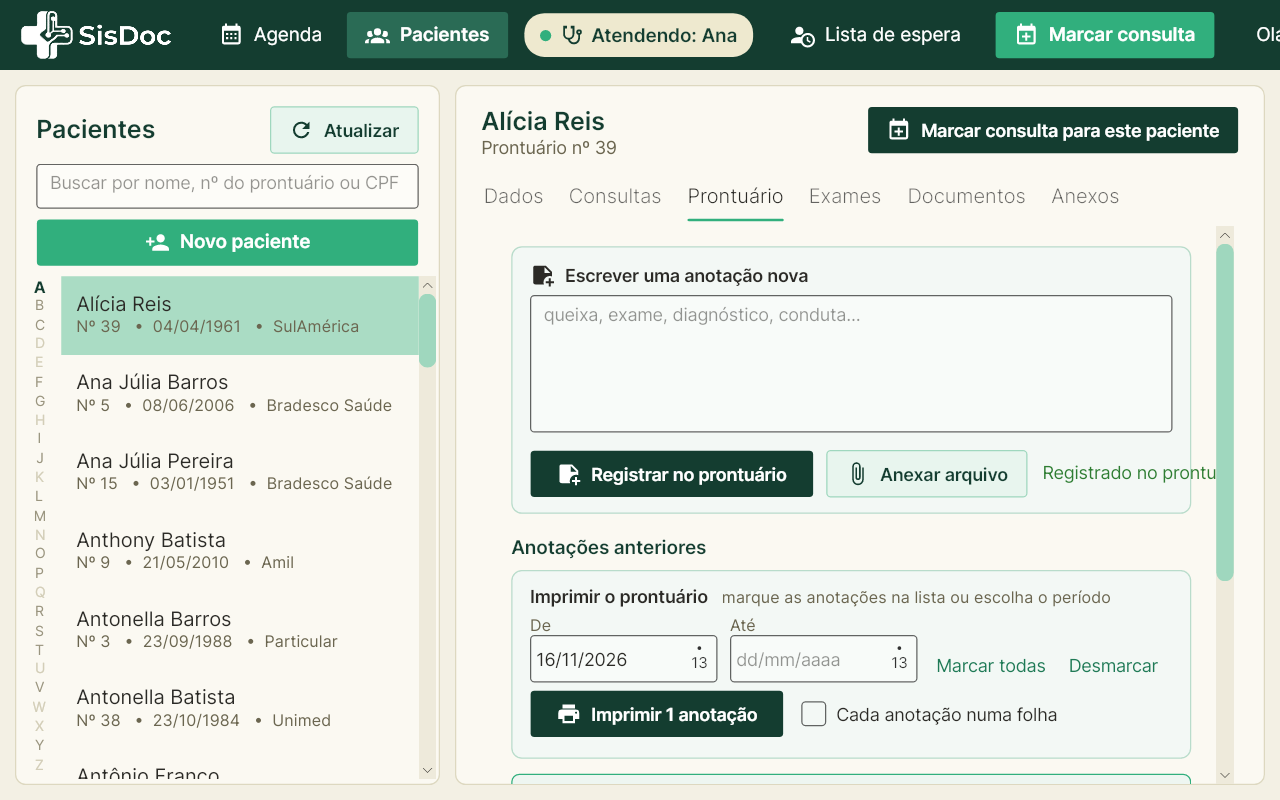 SisDoc
Agenda
Pacientes
Atendendo: Ana
Lista de espera
Marcar consulta
Pacientes
Atualizar
Buscar por nome, nº do prontuário ou CPF
Novo paciente
A
B
C
D
E
F
G
H
I
J
K
L
M
N
O
P
Q
R
S
T
U
V
W
X
Y
Z
Alícia Reis
Nº 39 • 04/04/1961 • SulAmérica
Ana Júlia Barros
Nº 5 • 08/06/2006 • Bradesco Saúde
Ana Júlia Pereira
Nº 15 • 03/01/1951 • Bradesco Saúde
Anthony Batista
Nº 9 • 21/05/2010 • Amil
Antonella Barros
Nº 3 • 23/09/1988 • Particular
Antonella Batista
Nº 38 • 23/10/1984 • Unimed
Antônio Franco
Alícia Reis
Prontuário nº 39
Marcar consulta para este paciente
Dados
Consultas
Prontuário
Exames
Documentos
Anexos
Escrever uma anotação nova
queixa, exame, diagnóstico, conduta...
Registrar no prontuário
Anexar arquivo
Registrado no prontu
Anotações anteriores
Imprimir o prontuário marque as anotações na lista ou escolha o período
De
Até
16/11/2026
13
dd/mm/aaaa
13
Marcar todas
Desmarcar
Imprimir 1 anotação
Cada anotação numa folha